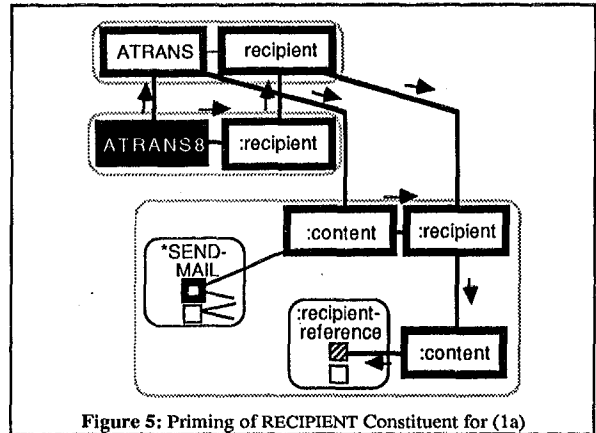 ATRANS recipient
ATRANS8 :recipient
:content :recipient
*SEND-
MAIL
:recipient-
reference
:content
Figure 5: Priming of RECIPIENT Constituent for (1a)